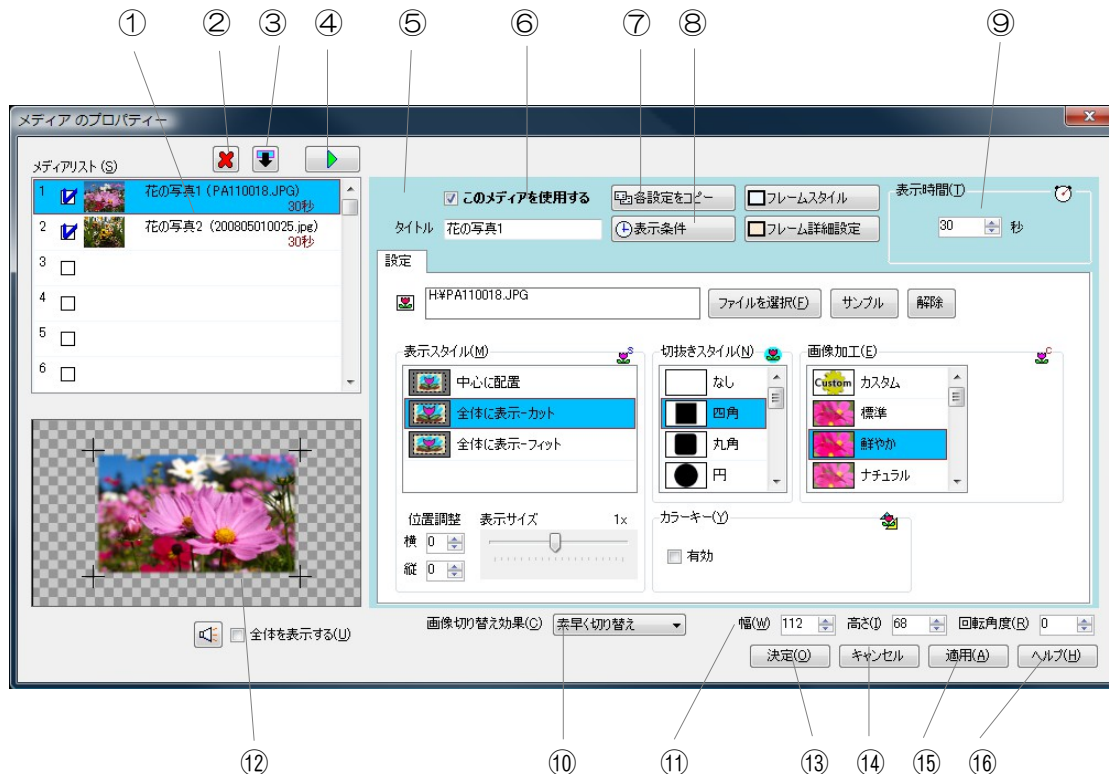 ① ② ③ ④ ⑤ ⑥ ⑦ ⑧ ⑨
メディア のプロパティー
メディアリスト (S)
1 花の写真1 (PA110018.JPG)
30秒
2 花の写真2 (200805010025.jpg)
30秒
3
4
5
6
このメディアを使用する
各設定をコピー
フレームスタイル
表示時間(T)
タイトル 花の写真1
表示条件
フレーム詳細設定
30 秒
設定
H:¥PA110018.JPG
ファイルを選択(F)
サンプル
解除
表示スタイル(M)
中心に配置
全体に表示-カット
全体に表示-フィット
切抜きスタイル(N)
なし
四角
丸角
円
画像加工(E)
Custom カスタム
標準
鮮やか
ナチュラル
位置調整 表示サイズ 1x
横 0
縦 0
カラーキー(Y)
有効
全体を表示する(U)
画像切り替え効果(C) 素早く切り替え
幅(W) 112 高さ(I) 68 回転角度(R) 0
決定(O) キャンセル 適用(A) ヘルプ(H)
⑫ ⑩ ⑪ ⑬ ⑭ ⑮ ⑯